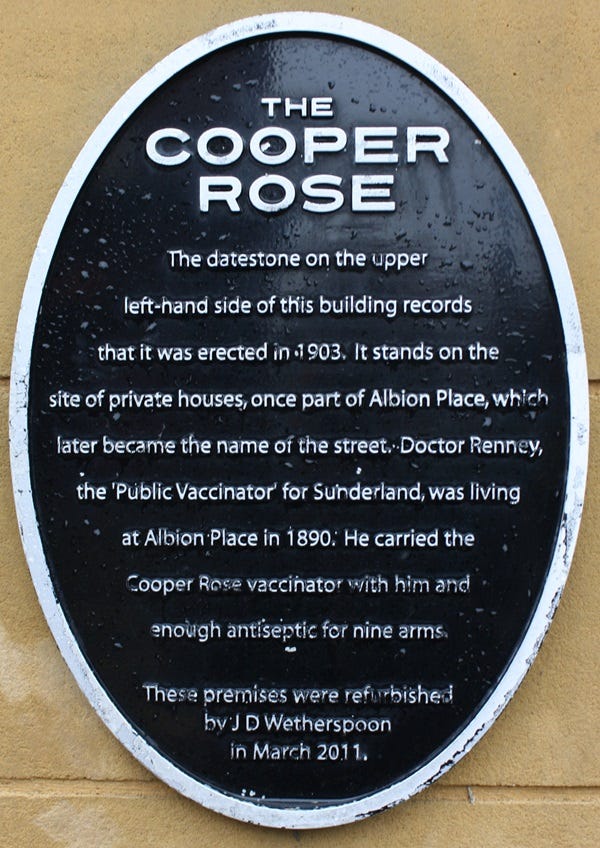 THE
COOPER
ROSE
The datestone on the upper
left-hand side of this building records
that it was erected in 1903. It stands on the
site of private houses, once part of Albion Place, which
later became the name of the street. Doctor Renney,
the 'Public Vaccinator' for Sunderland, was living
at Albion Place in 1890. He carried the
Cooper Rose vaccinator with him and
enough antiseptic for nine arms.
These premises were refurbished
by J D Wetherspoon
in March 2011.